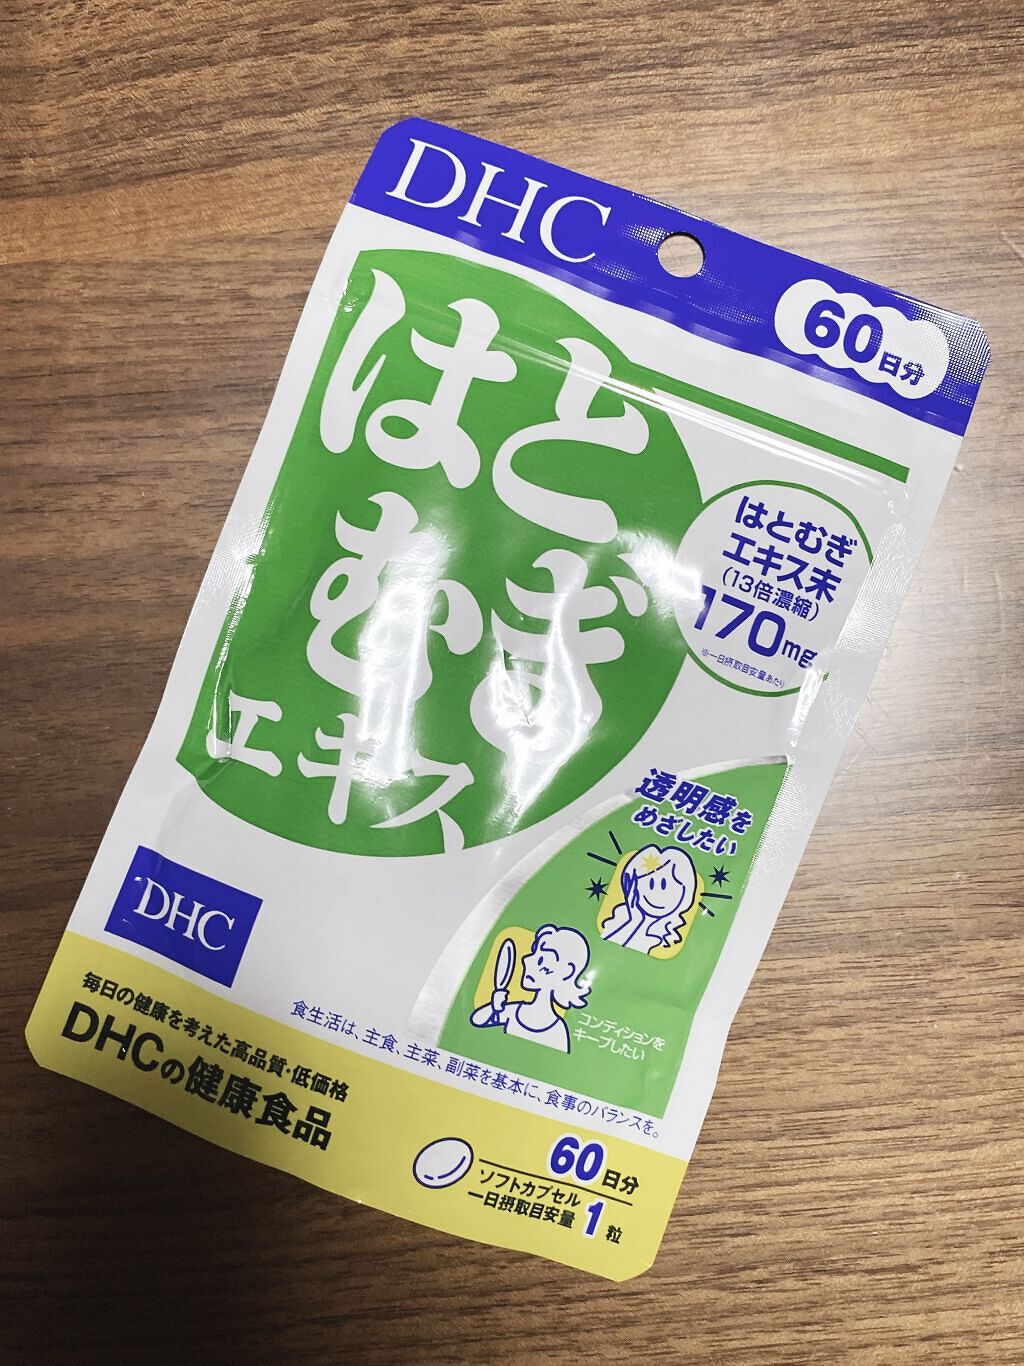 DHC
60日分
はとむぎ
エキス
はとむぎ
エキス末
(13倍濃縮)
170mg
※一日摂取目安量あたり
透明感を
めざしたい
コンディションを
キープしたい
DHC
食生活は、主食、主菜、副菜を基本に、食事のバランスを。
毎日の健康を考えた高品質・低価格
DHCの健康食品
60日分
ソフトカプセル
一日摂取目安量1粒